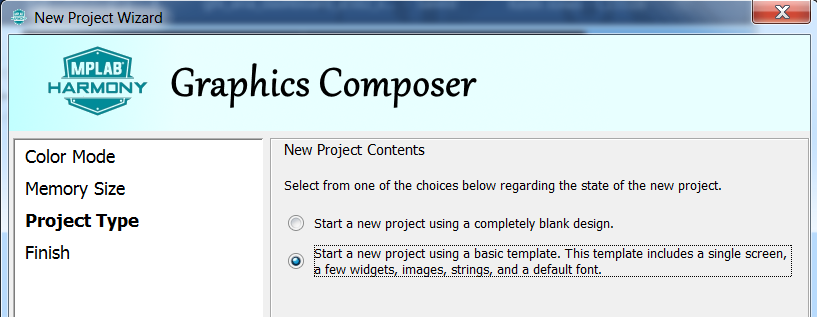 New Project Wizard
MPLAB®
HARMONY
Graphics Composer
Color Mode
Memory Size
Project Type
Finish
New Project Contents
Select from one of the choices below regarding the state of the new project.
Start a new project using a completely blank design.
Start a new project using a basic template. This template includes a single screen,
a few widgets, images, strings, and a default font.